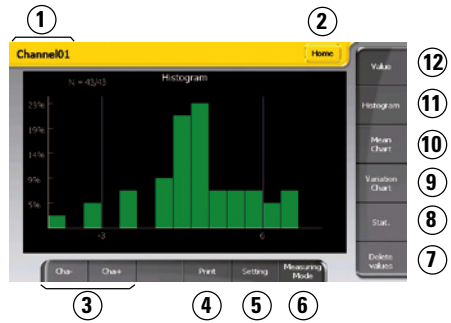 1
2
Channel01
Home
N = 43/43
Histogram
25%
19%
14%
9%
5%
-3
6
Value
12
Histogram
11
Mean
Chart
10
Variation
Chart
9
Stat.
8
Delete
values
7
Cha-
Cha+
Print
Setting
Measuring
Mode
3
4
5
6